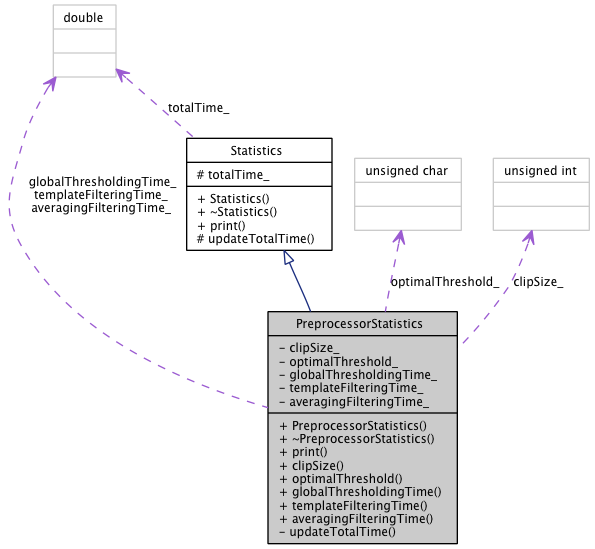 double
totalTime_
Statistics
# totalTime_
+ Statistics()
+ ~Statistics()
+ print()
# updateTotalTime()
unsigned char
unsigned int
globalThresholdingTime_
templateFilteringTime_
averagingFilteringTime_
optimalThreshold_
clipSize_
PreprocessorStatistics
- clipSize_
- optimalThreshold_
- globalThresholdingTime_
- templateFilteringTime_
- averagingFilteringTime_
+ PreprocessorStatistics()
+ ~PreprocessorStatistics()
+ print()
+ clipSize()
+ optimalThreshold()
+ globalThresholdingTime()
+ templateFilteringTime()
+ averagingFilteringTime()
- updateTotalTime()